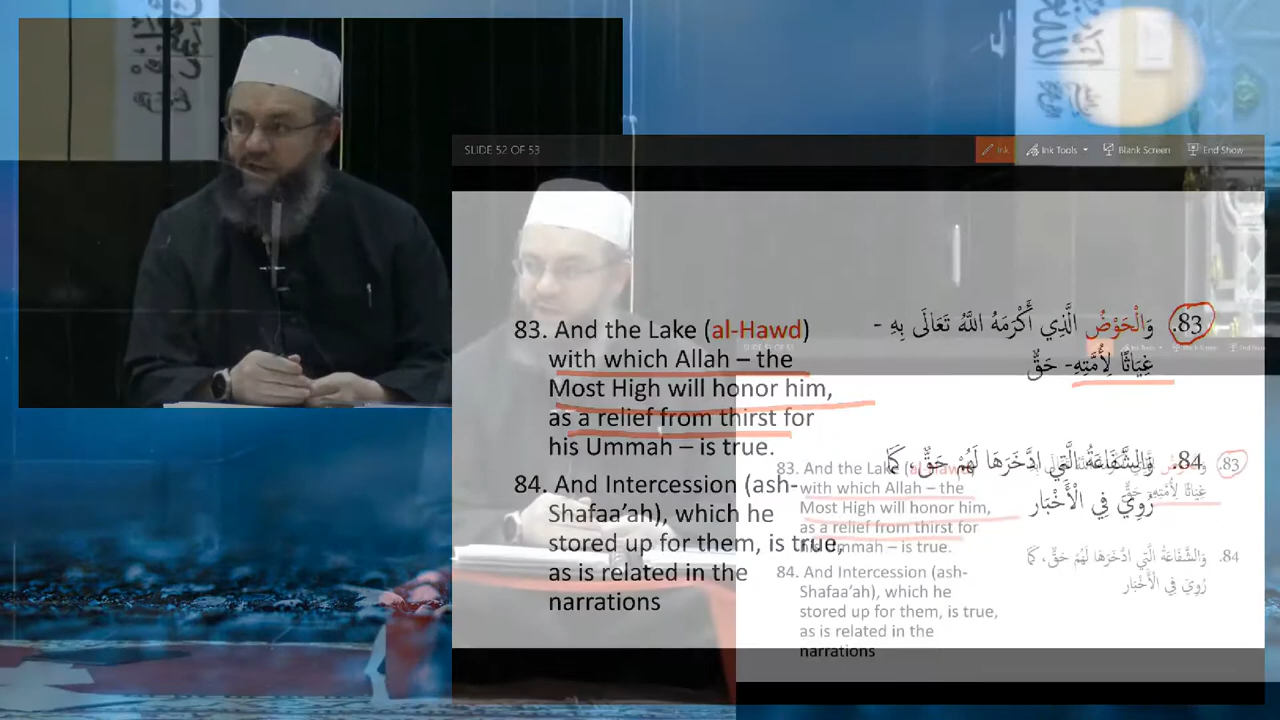 SLIDE 52 OF 53
Ink
Ink Tools
Blank Screen
End Show
83. And the Lake (al-Hawd)
with which Allah – the
Most High will honor him,
as a relief from thirst for
his Ummah – is true.
84. And Intercession (ash-
Shafaa’ah), which he
stored up for them, is true,
as is related in the
narrations
83. وَالْحَوْضُ الَّذِي أَكْرَمَهُ اللَّهُ تَعَالَى بِهِ -
غِيَاثًا لِأُمَّتِهِ- حَقٌّ
84. وَالشَّفَاعَةُ الَّتِي ادَّخَرَهَا لَهُمْ حَقٌّ، كَمَا
رُوِيَ فِي الْأَخْبَار
83. And the Lake (al-Hawd)
with which Allah – the
Most High will honor him,
as a relief from thirst for
his Ummah – is true.
84. And Intercession (ash-
Shafaa’ah), which he
stored up for them, is true,
as is related in the
narrations
83.
غِيَاثًا لِأُمَّتِهِ- حَقٌّ
84. وَالشَّفَاعَةُ الَّتِي ادَّخَرَهَا لَهُمْ حَقٌّ، كَمَا
رُوِيَ فِي الْأَخْبَار